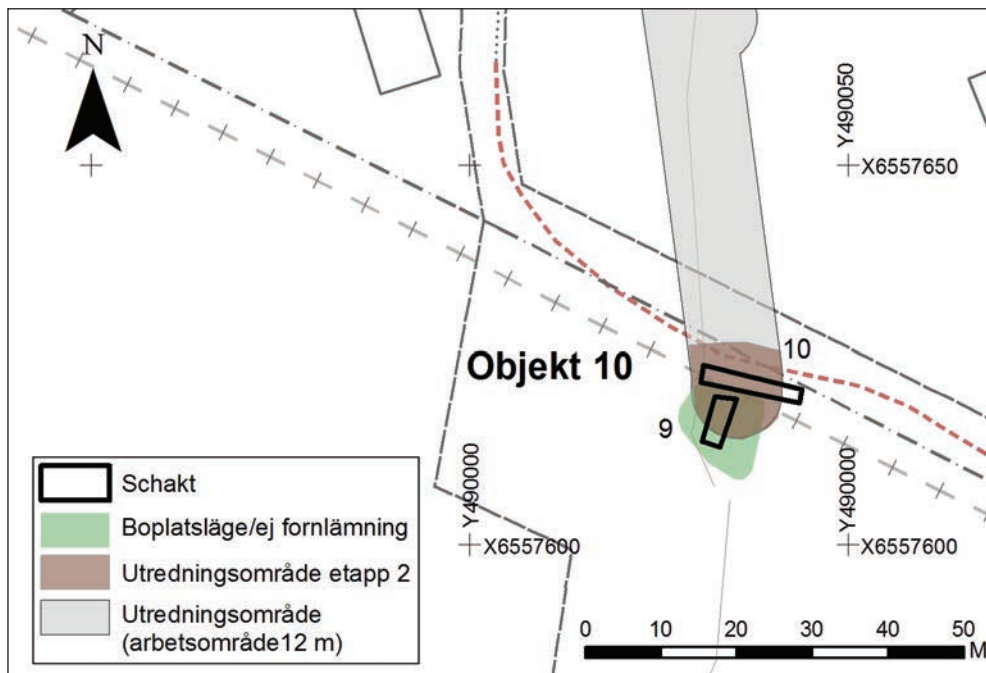 N
Y490050
X6557650
Objekt 10
10
9
Y490000
X6557600
Y490000
X6557600
Schakt
Boplatsläge/ej fornlämning
Utredningsområde etapp 2
Utredningsområde
(arbetsområde12 m)
0 10 20 30 40 50
M